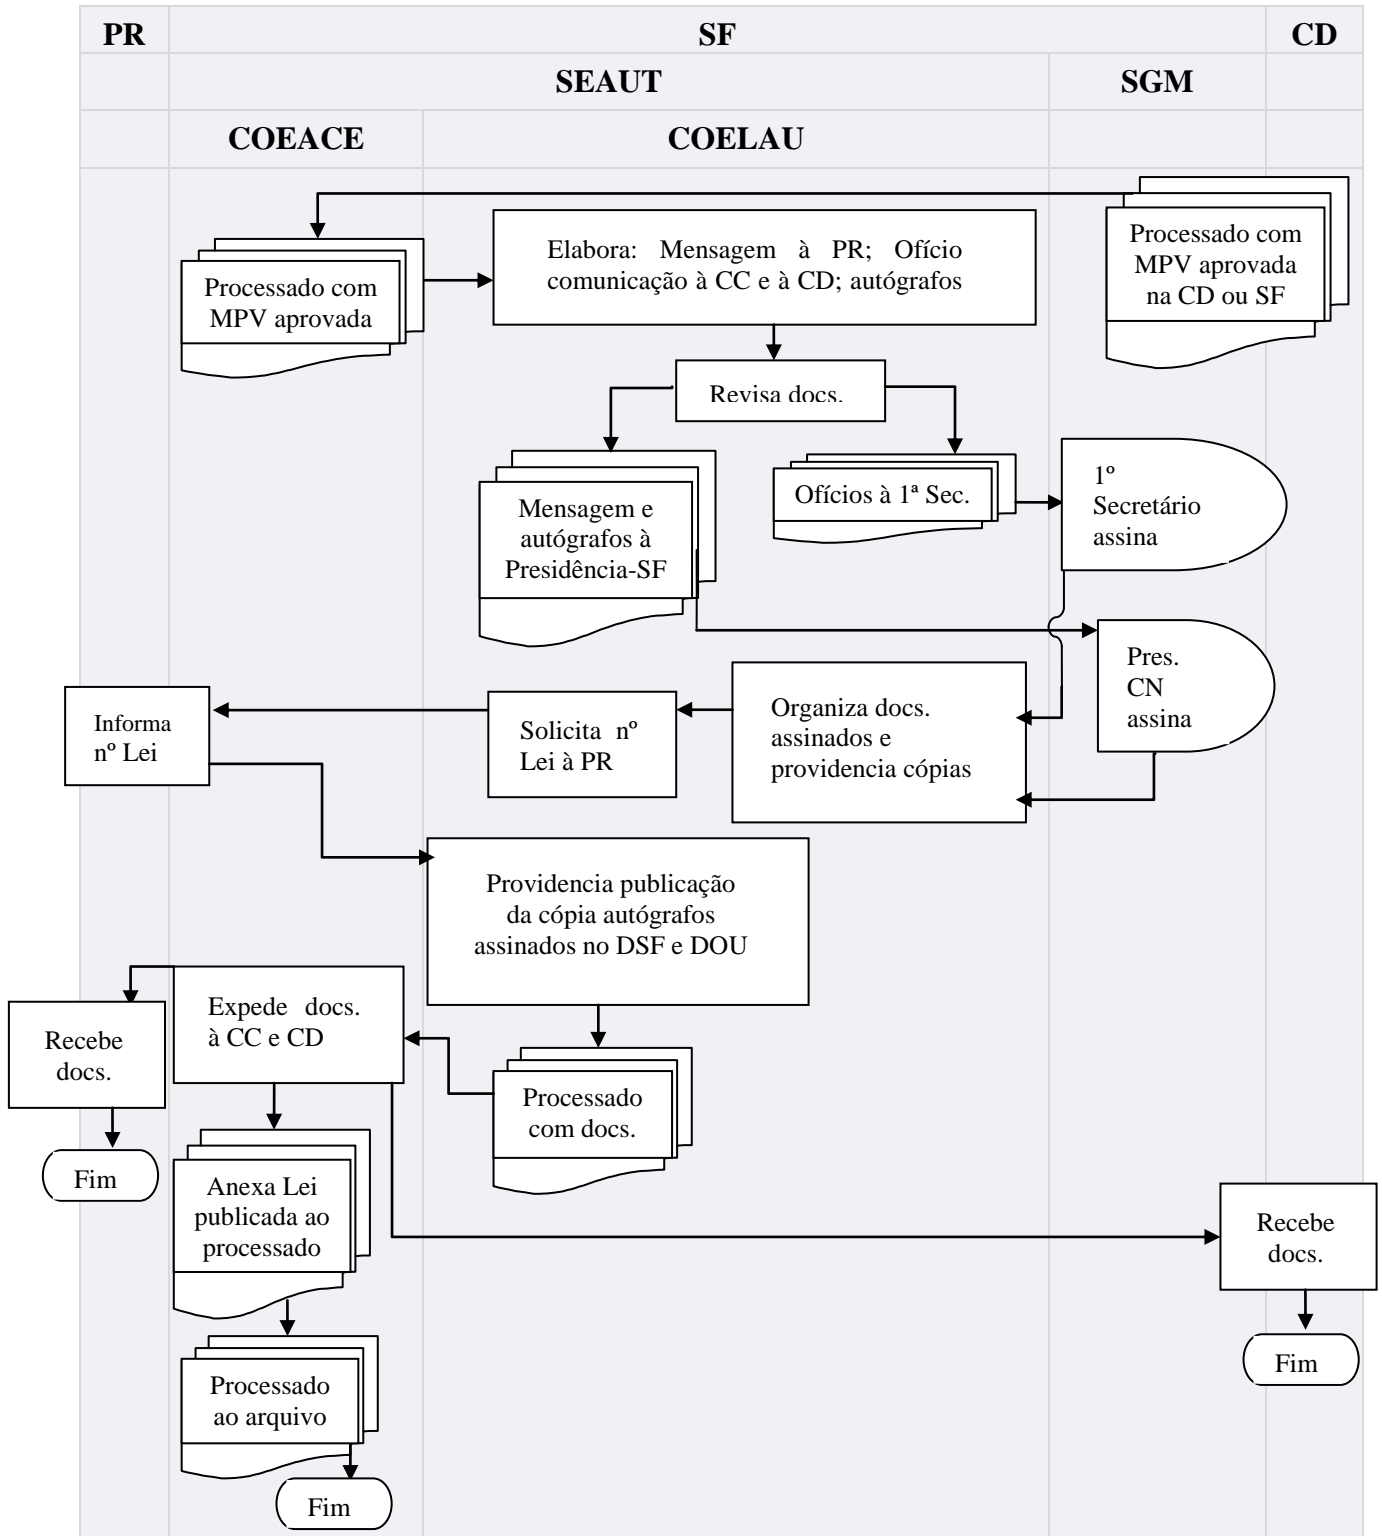 PR
SF
CD
SEAUT
SGM
COEACE
COELAU
Processado com
MPV aprovada
na CD ou SF
Processado com
MPV aprovada
Elabora: Mensagem à PR; Ofício
comunicação à CC e à CD; autógrafos
Revisa docs.
Mensagem e
autógrafos à
Presidência-SF
Ofícios à 1ª Sec.
1º
Secretário
assina
Pres.
CN
assina
Organiza docs.
assinados e
providencia cópias
Solicita nº
Lei à PR
Informa
nº Lei
Providencia publicação
da cópia autógrafos
assinados no DSF e DOU
Processado
com docs.
Expede docs.
à CC e CD
Recebe
docs.
Fim
Anexa Lei
publicada ao
processado
Recebe
docs.
Fim
Processado
ao arquivo
Fim